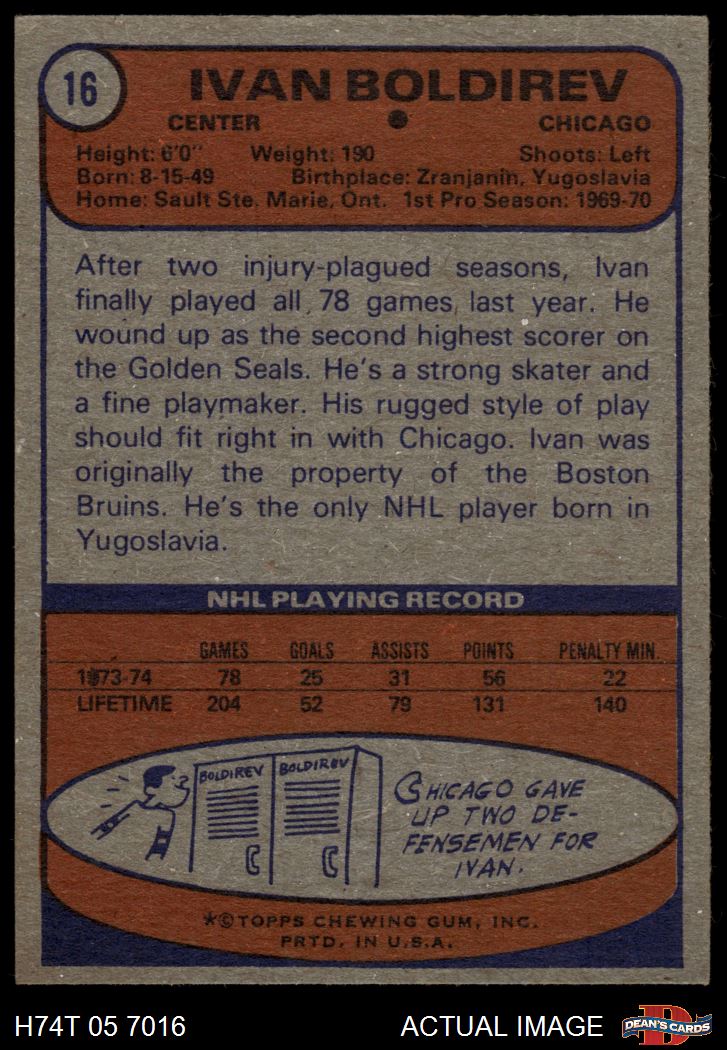 16
IVAN BOLDIREV
CENTER
CHICAGO
Height: 6'0" Weight: 190 Shoots: Left
Born: 8-15-49 Birthplace: Zranjanin, Yugoslavia
Home: Sault Ste. Marie, Ont. 1st Pro Season: 1969-70
After two injury-plagued seasons, Ivan
finally played all 78 games last year. He
wound up as the second highest scorer on
the Golden Seals. He's a strong skater and
a fine playmaker. His rugged style of play
should fit right in with Chicago. Ivan was
originally the property of the Boston
Bruins. He's the only NHL player born in
Yugoslavia.
NHL PLAYING RECORD
GAMES GOALS ASSISTS POINTS PENALTY MIN.
1973-74 78 25 31 56 22
LIFETIME 204 52 79 131 140
BOLDIREV BOLDIREV
CHICAGO GAVE
UP TWO DE-
FENSEMEN FOR
IVAN.
*©TOPPS CHEWING GUM, INC.
PRTD. IN U.S.A.
H74T 05 7016 ACTUAL IMAGE
D
DEAN'S CARDS